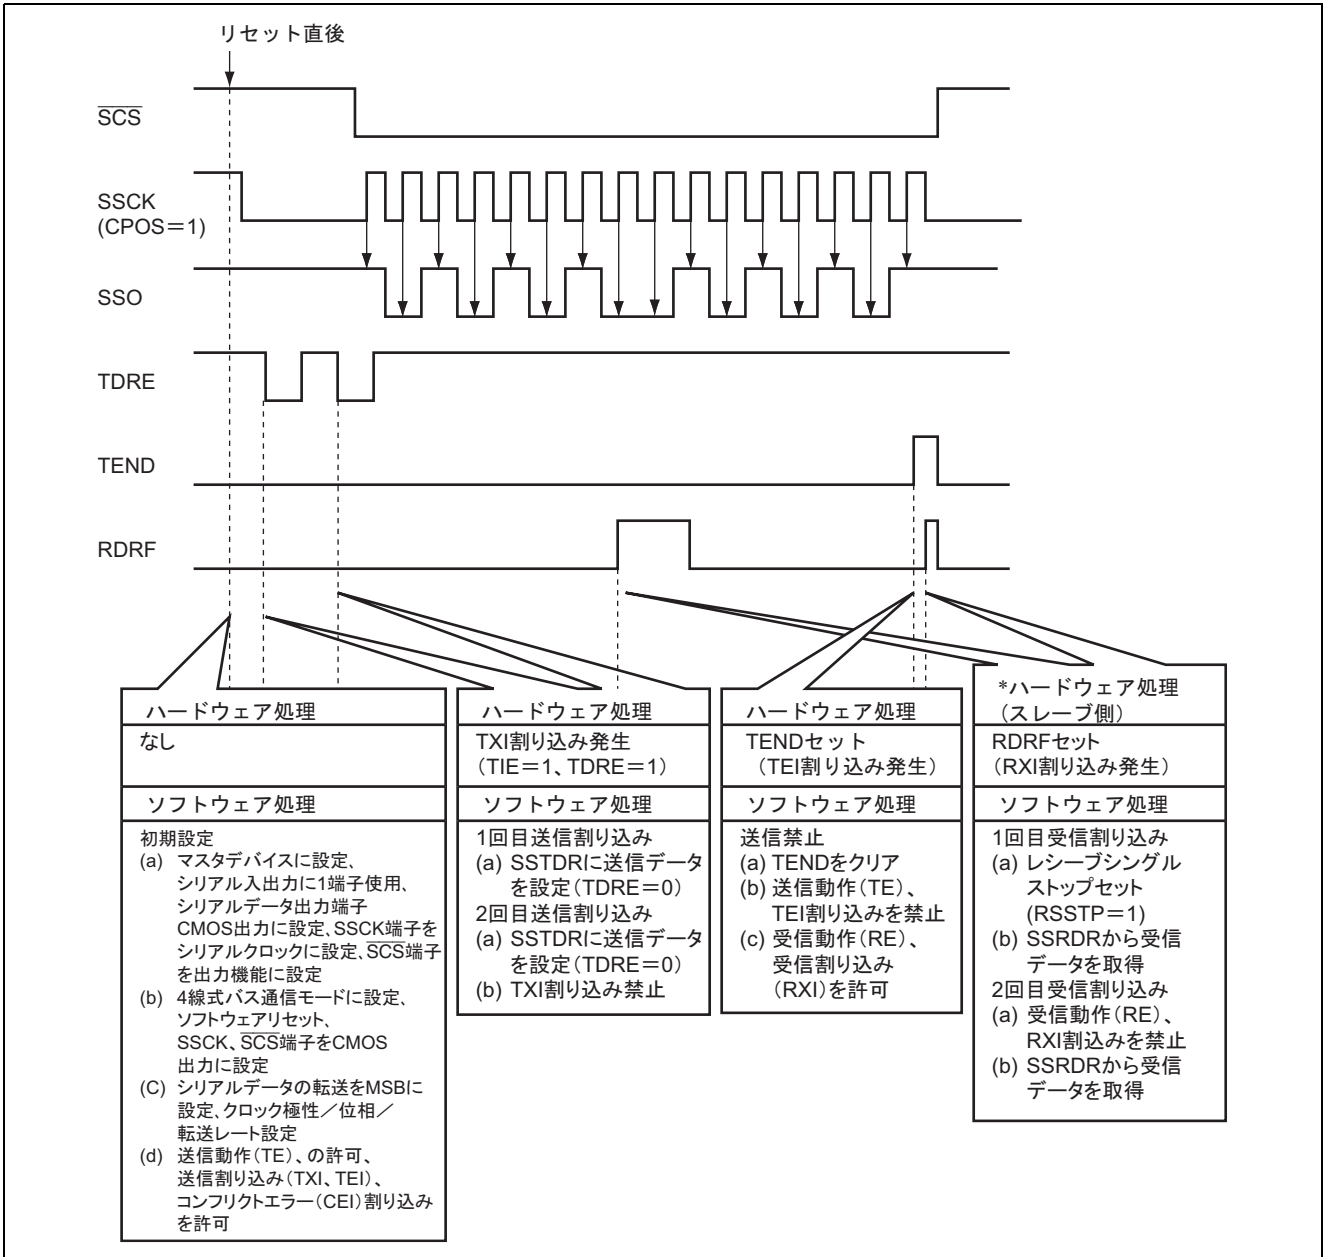 リセット直後
SCS
SSCK
(CPOS＝1)
SSO
TDRE
TEND
RDRF
ハードウェア処理
なし
ソフトウェア処理
初期設定
(a) マスタデバイスに設定、
シリアル入出力に1端子使用、
シリアルデータ出力端子
CMOS出力に設定、SSCK端子を
シリアルクロックに設定、SCS端子
を出力機能に設定
(b) 4線式バス通信モードに設定、
ソフトウェアリセット、
SSCK、SCS端子をCMOS
出力に設定
(C) シリアルデータの転送をMSBに
設定、クロック極性／位相／
転送レート設定
(d) 送信動作（TE）、の許可、
送信割り込み（TXI、TEI）、
コンフリクトエラー（CEI）割り込み
を許可
ハードウェア処理
TXI割り込み発生
（TIE＝1、TDRE＝1）
ソフトウェア処理
1回目送信割り込み
(a) SSTDRに送信データ
を設定（TDRE＝0）
2回目送信割り込み
(a) SSTDRに送信データ
を設定（TDRE＝0）
(b) TXI割り込み禁止
ハードウェア処理
TENDセット
（TEI割り込み発生）
ソフトウェア処理
送信禁止
(a) TENDをクリア
(b) 送信動作（TE）、
TEI割り込みを禁止
(c) 受信動作（RE）、
受信割り込み
（RXI）を許可
*ハードウェア処理
（スレーブ側）
RDRFセット
（RXI割り込み発生）
ソフトウェア処理
1回目受信割り込み
(a) レシーブシングル
ストップセット
（RSSTP＝1）
(b) SSRDRから受信
データを取得
2回目受信割り込み
(a) 受信動作（RE）、
RXI割込みを禁止
(b) SSRDRから受信
データを取得